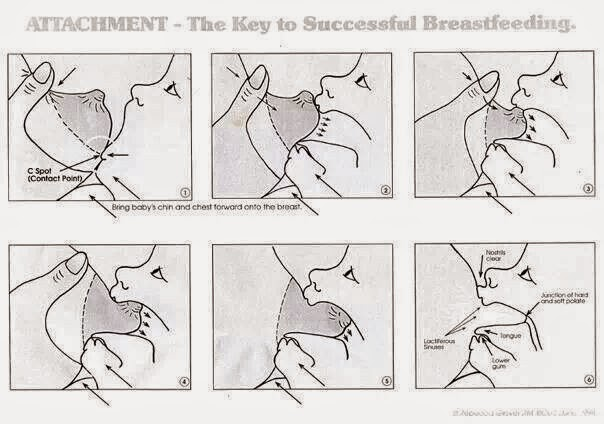 ATTACHMENT - The Key to Successful Breastfeeding.
C Spot
(Contact Point)
1
2
3
Bring baby's chin and chest forward onto the breast.
4
5
Nostrils
clear
Junction of hard
and soft palate
Lactiferous
Sinuses
Tongue
Lower
gum
6